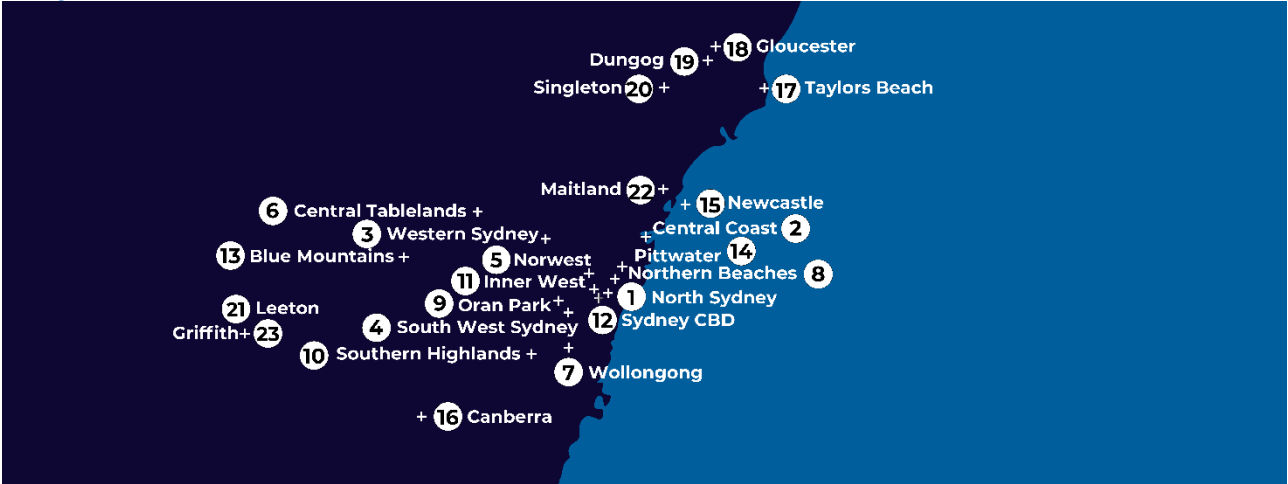 18 Gloucester
Dungog 19
Singleton 20
17 Taylors Beach
Maitland 22
15 Newcastle
6 Central Tablelands
Central Coast 2
3 Western Sydney
13 Blue Mountains
Pittwater 14
5 Norwest
Northern Beaches 8
11 Inner West
1 North Sydney
9 Oran Park
21 Leeton
12 Sydney CBD
4 South West Sydney
Griffith 23
10 Southern Highlands
7 Wollongong
16 Canberra